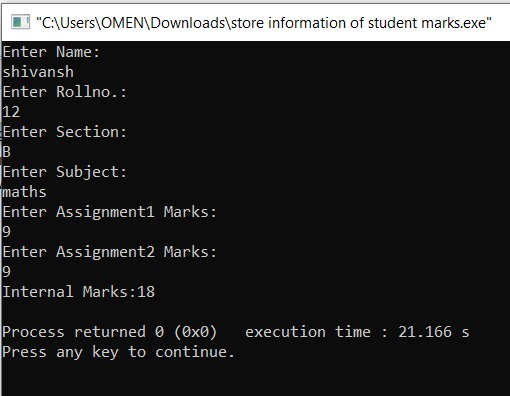 "C:\Users\OMEN\Downloads\store information of student marks.exe"
Enter Name:
shivansh
Enter Rollno.:
12
Enter Section:
B
Enter Subject:
maths
Enter Assignment1 Marks:
9
Enter Assignment2 Marks:
9
Internal Marks:18
Process returned 0 (0x0)   execution time : 21.166 s
Press any key to continue.